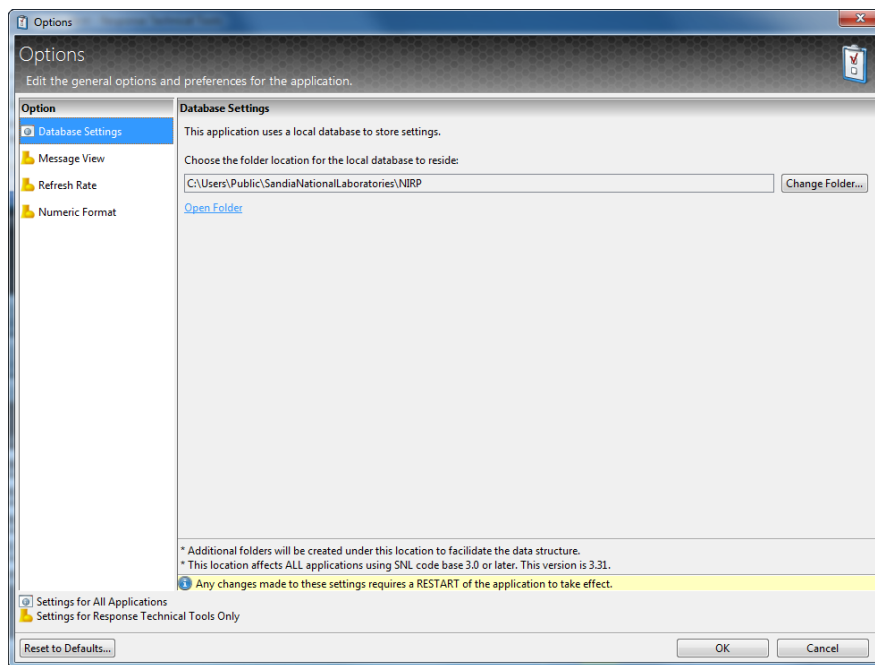 Options
Options
Edit the general options and preferences for the application.
Option
Database Settings
Message View
Refresh Rate
Numeric Format
Database Settings
This application uses a local database to store settings.
Choose the folder location for the local database to reside:
C:\Users\Public\SandiaNationalLaboratories\NIRP
Change Folder...
Open Folder
* Additional folders will be created under this location to facilidate the data structure.
* This location affects ALL applications using SNL code base 3.0 or later. This version is 3.31.
Any changes made to these settings requires a RESTART of the application to take effect.
Settings for All Applications
Settings for Response Technical Tools Only
Reset to Defaults...
OK
Cancel